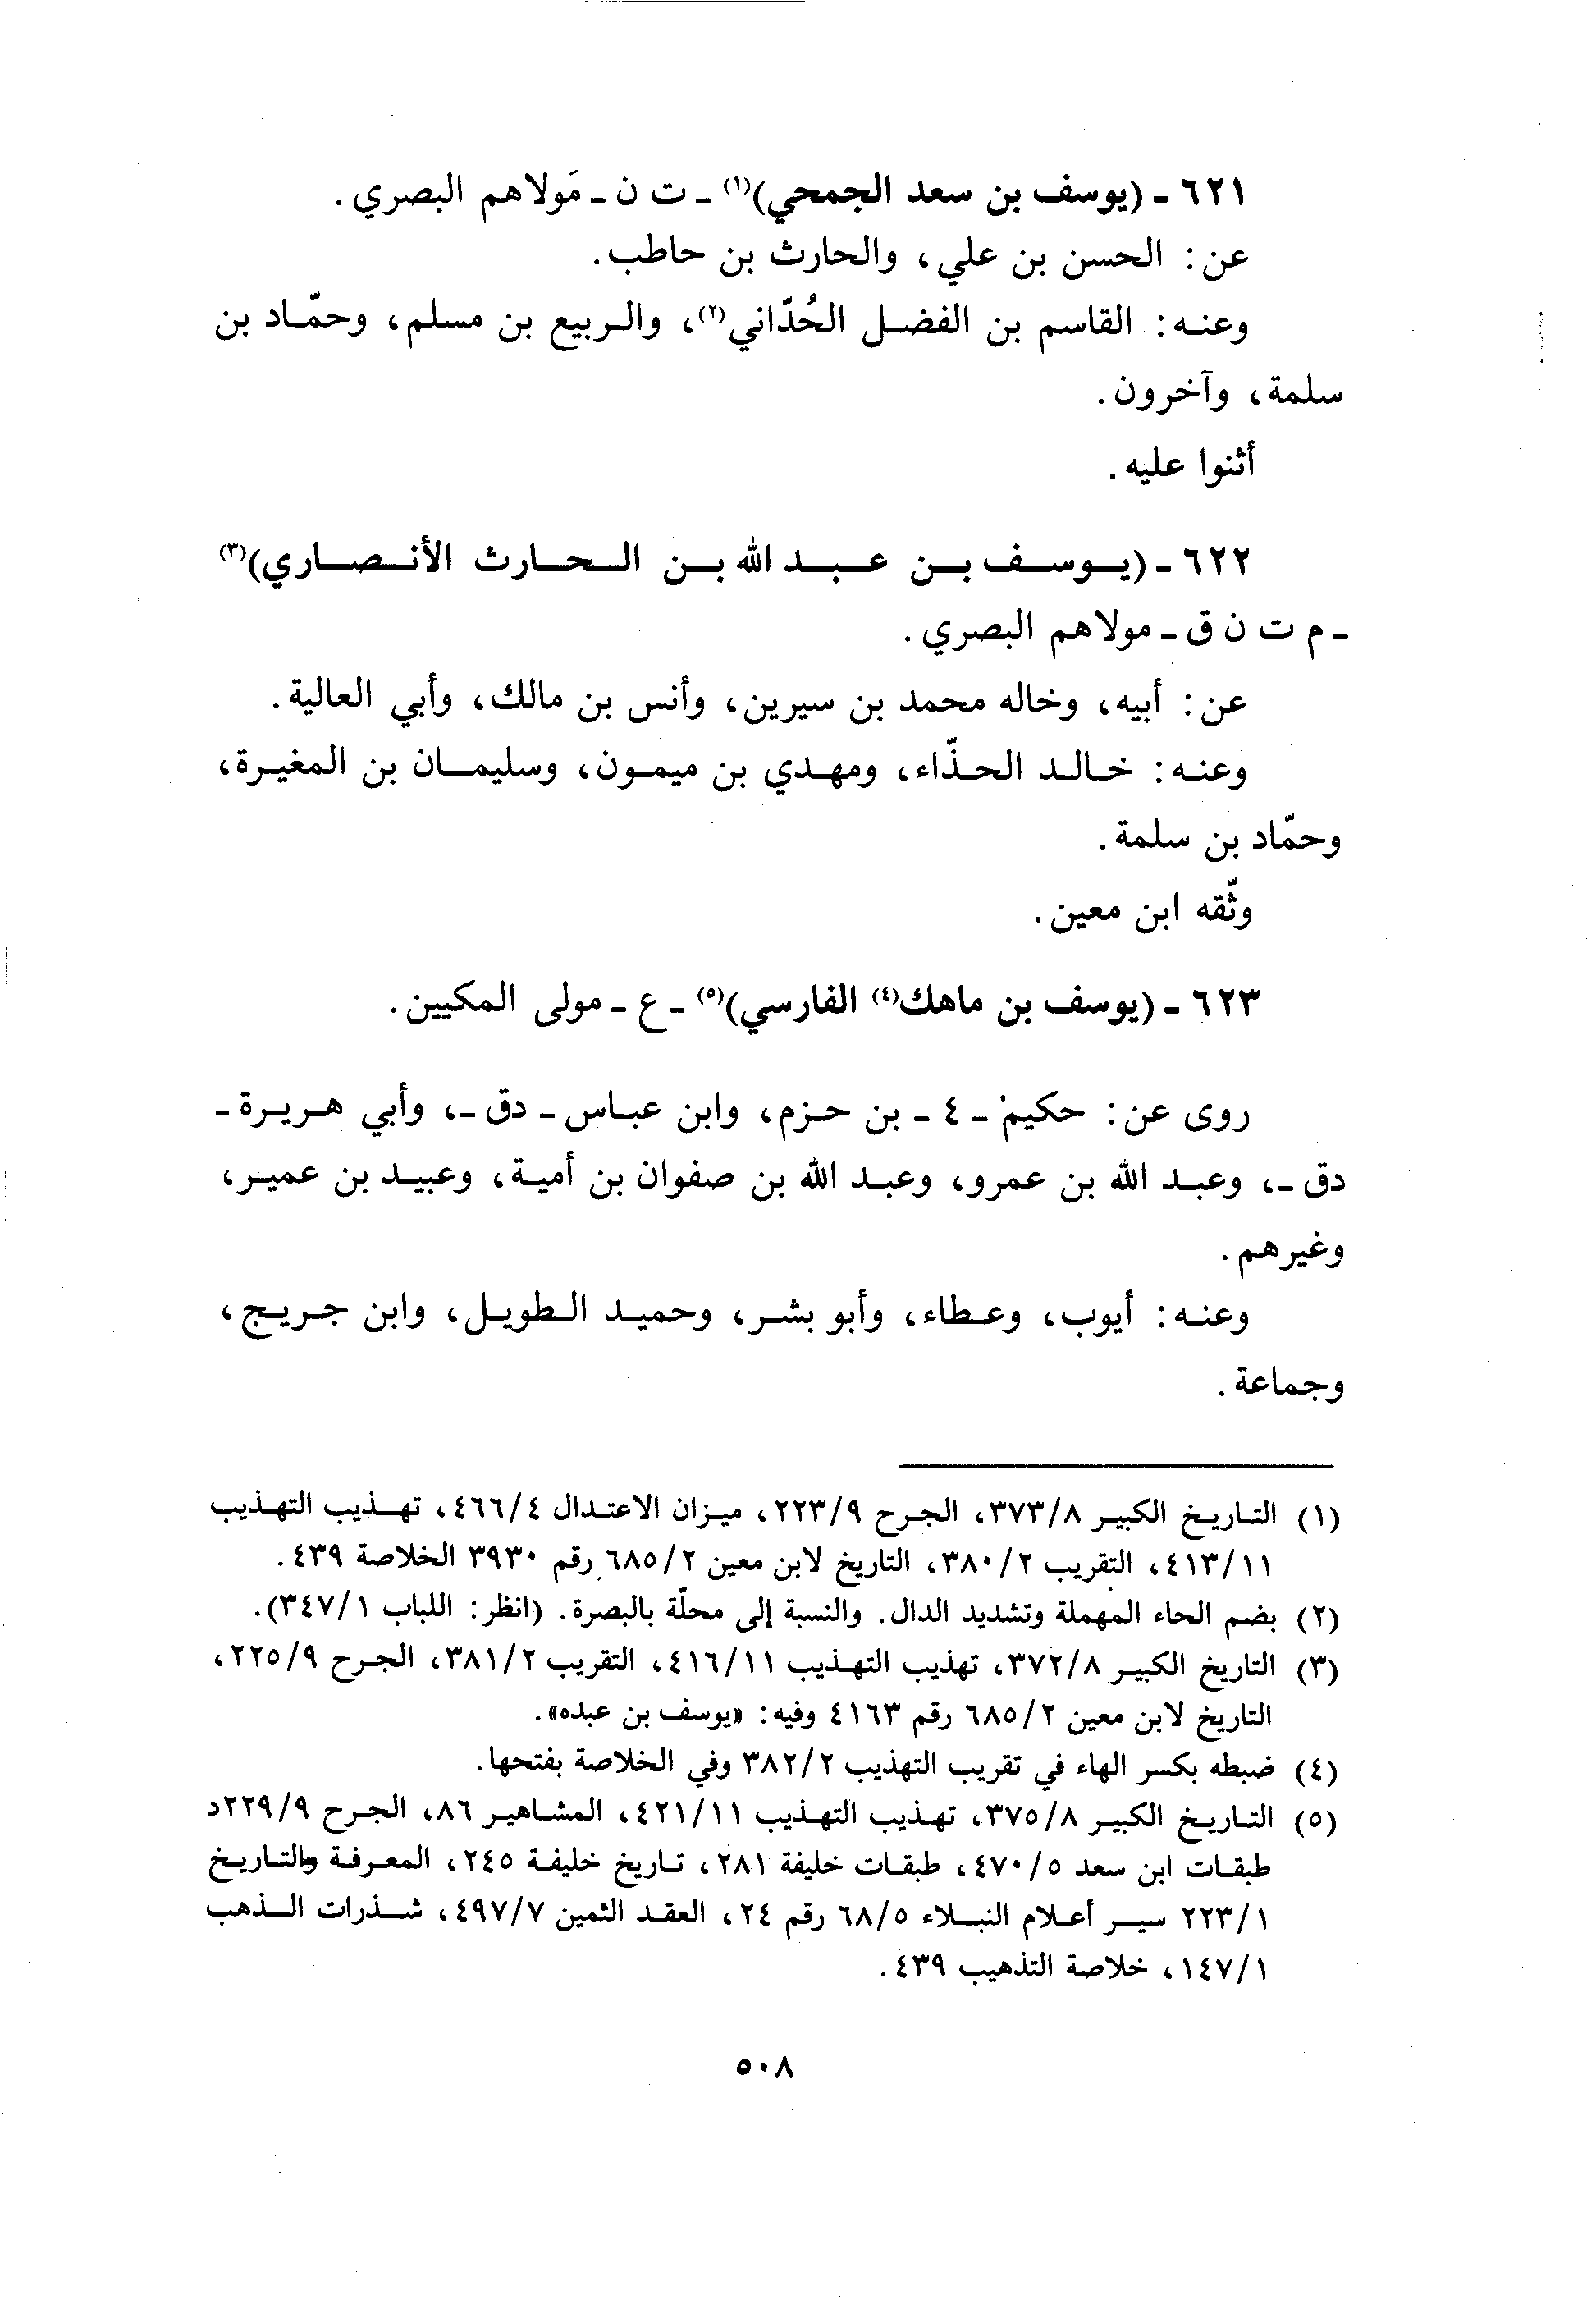 ٦٢١ - (يوسف بن سعد الجمحي)(١) - ت ن - مَولاهم البصري.
عن: الحسن بن علي، والحارث بن حاطب.
وعنه: القاسم بن الفضل الحُدّاني(٢)، والربيع بن مسلم، وحمّاد بن
سلمة، وآخرون.
أثنوا عليه.
٦٢٢ - (يوسف بن عبد الله بن الحارث الأنصاري)(٣)
- م ت ن ق - مولاهم البصري.
عن: أبيه، وخاله محمد بن سيرين، وأنس بن مالك، وأبي العالية.
وعنه: خالد الحذّاء، ومهدي بن ميمون، وسليمان بن المغيرة،
وحمّاد بن سلمة.
وثّقه ابن معين.
٦٢٣ - (يوسف بن ماهك(٤) الفارسي)(٥) - ع - مولى المكيين.
روى عن: حكيم - ٤ - بن حزم، وابن عباس - دق -، وأبي هريرة -
دق -، وعبد الله بن عمرو، وعبد الله بن صفوان بن أمية، وعبيد بن عمير،
وغيرهم.
وعنه: أيوب، وعطاء، وأبو بشر، وحميد الطويل، وابن جريج،
وجماعة.
(١) التاريخ الكبير ٣٧٣/٨، الجرح ٢٢٣/٩، ميزان الاعتدال ٤٦٦/٤، تهذيب التهذيب
٤١٣/١١، التقريب ٣٨٠/٢، التاريخ لابن معين ٦٨٥/٢ رقم ٣٩٣٠ الخلاصة ٤٣٩.
(٢) بضم الحاء المهملة وتشديد الدال. والنسبة إلى محلّة بالبصرة. (انظر: اللباب ٣٤٧/١).
(٣) التاريخ الكبير ٣٧٢/٨، تهذيب التهذيب ٤١٦/١١، التقريب ٣٨١/٢، الجرح ٢٢٥/٩،
التاريخ لابن معين ٦٨٥/٢ رقم ٤١٦٣ وفيه: «يوسف بن عبده».
(٤) ضبطه بكسر الهاء في تقريب التهذيب ٣٨٢/٢ وفي الخلاصة بفتحها.
(٥) التاريخ الكبير ٣٧٥/٨، تهذيب التهذيب ٤٢١/١١، المشاهير ٨٦، الجرح ٢٢٩/٩د
طبقات ابن سعد ٤٧٠/٥، طبقات خليفة ٢٨١، تاريخ خليفة ٢٤٥، المعرفة والتاريخ
٢٢٣/١ سير أعلام النبلاء ٦٨/٥ رقم ٢٤، العقد الثمين ٤٩٧/٧، شذرات الذهب
١٤٧/١، خلاصة التذهيب ٤٣٩.
٥٠٨